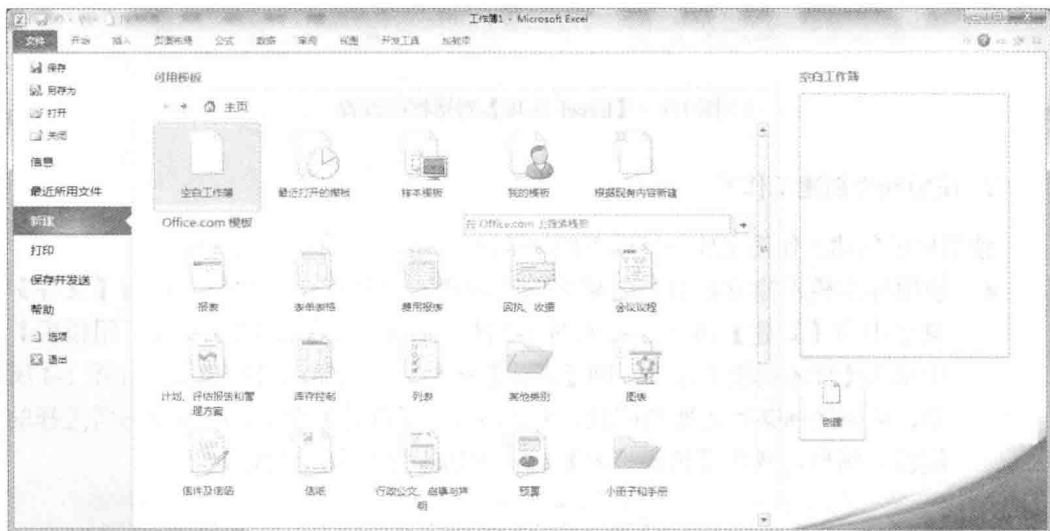 工作簿1 - Microsoft Excel
文件 开始 插入 页面布局 公式 数据 审阅 视图 开发工具 加载项
保存
另存为
打开
关闭
信息
最近所用文件
新建
打印
保存并发送
帮助
选项
退出
可用模板
主页
空白工作簿 最近打开的模板 样本模板 我的模板 根据现有内容新建
Office.com 模板 在 Office.com 上搜索模板
报表 表单表格 费用报表 回执、收据 会议议程
计划、评估报告和管理方案 库存控制 列表 其他类别 图表
信件及信函 信纸 行政公文、启事与声明 预算 小册子和手册
空白工作簿
创建